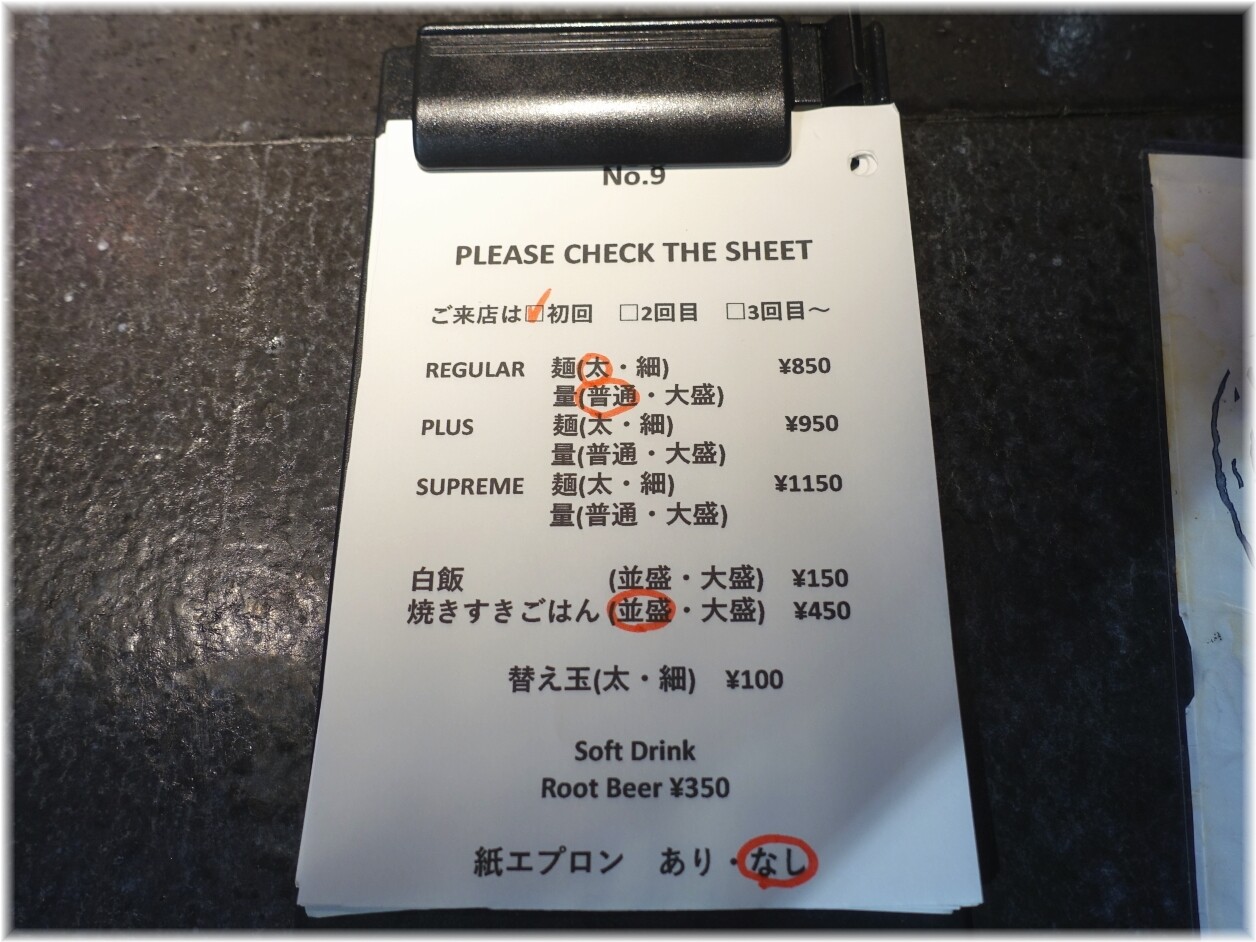 No.9
PLEASE CHECK THE SHEET
ご来店は□初回 □2回目 □3回目～
REGULAR 麺(太・細) ¥850
量(普通・大盛)
PLUS 麺(太・細) ¥950
量(普通・大盛)
SUPREME 麺(太・細) ¥1150
量(普通・大盛)
白飯 (並盛・大盛) ¥150
焼きすきごはん(並盛・大盛) ¥450
替え玉(太・細) ¥100
Soft Drink
Root Beer ¥350
紙エプロン あり・なし